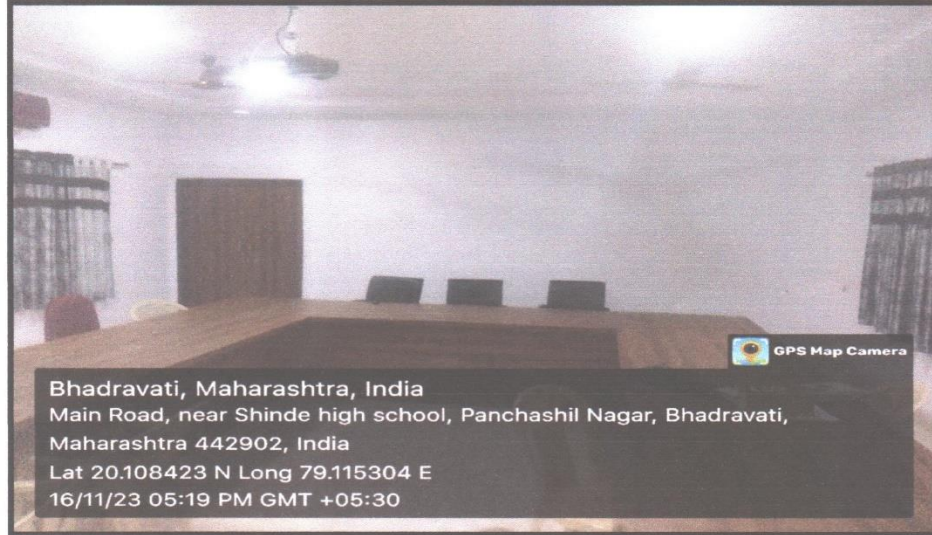 GPS Map Camera
Bhadravati, Maharashtra, India
Main Road, near Shinde high school, Panchashil Nagar, Bhadravati,
Maharashtra 442902, India
Lat 20.108423 N Long 79.115304 E
16/11/23 05:19 PM GMT +05:30